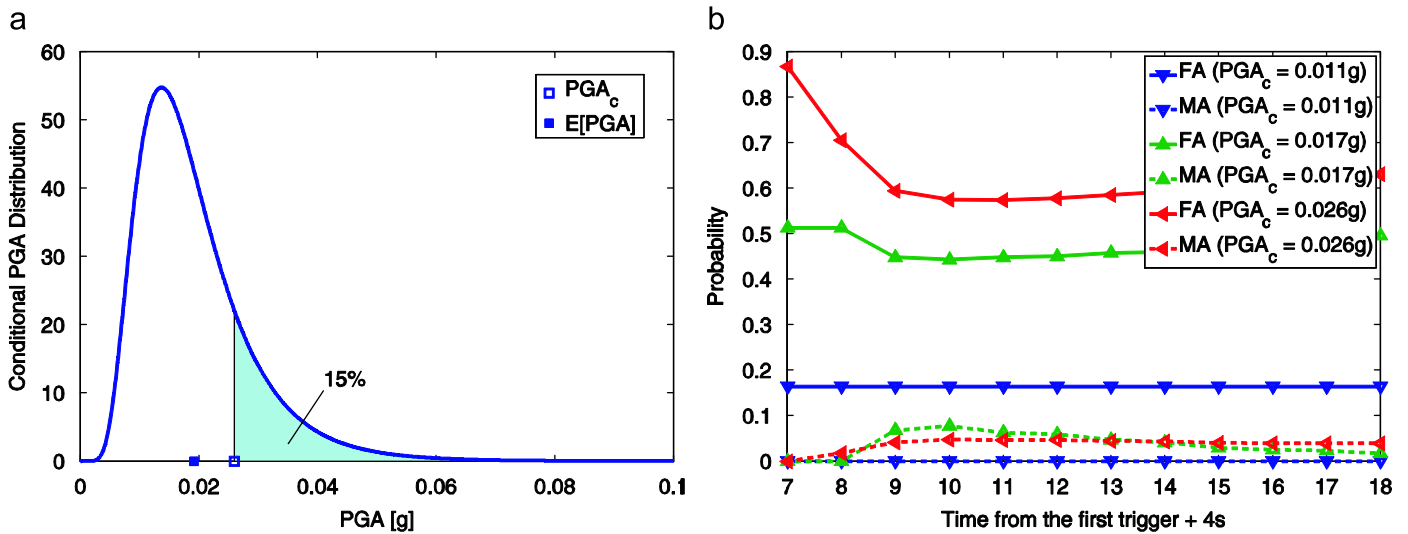 a
60
50
40
30
20
10
0
Conditional PGA Distribution
PGAc
E[PGA]
15%
0 0.02 0.04 0.06 0.08 0.1
PGA [g]
b
0.9
0.8
0.7
0.6
0.5
0.4
0.3
0.2
0.1
0
Probability
FA (PGAc = 0.011g)
MA (PGAc = 0.011g)
FA (PGAc = 0.017g)
MA (PGAc = 0.017g)
FA (PGAc = 0.026g)
MA (PGAc = 0.026g)
7 8 9 10 11 12 13 14 15 16 17 18
Time from the first trigger + 4s